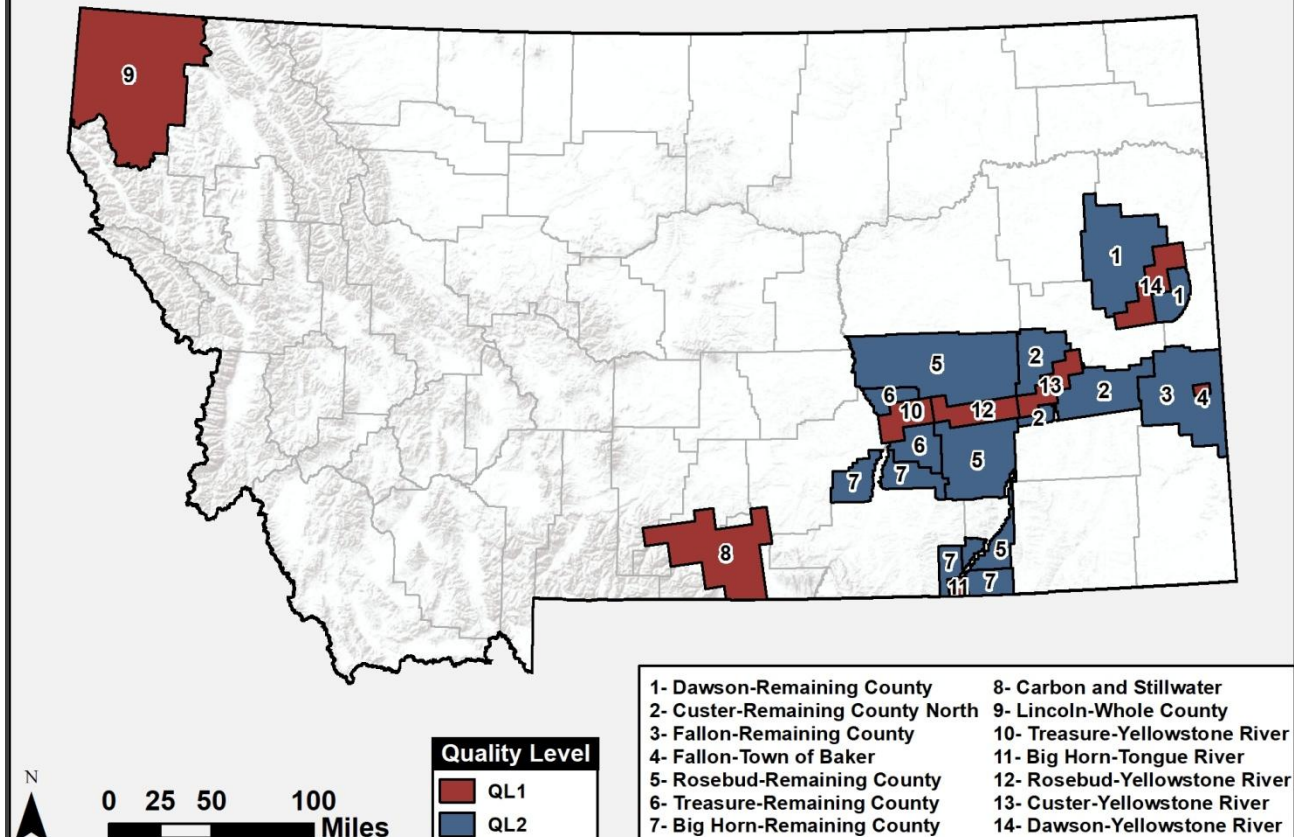 9
1
14
1
5
2
13
2
3
4
6
10
12
2
6
5
7
7
8
7
5
11
7
1- Dawson-Remaining County
2- Custer-Remaining County North
3- Fallon-Remaining County
4- Fallon-Town of Baker
5- Rosebud-Remaining County
6- Treasure-Remaining County
7- Big Horn-Remaining County
8- Carbon and Stillwater
9- Lincoln-Whole County
10- Treasure-Yellowstone River
11- Big Horn-Tongue River
12- Rosebud-Yellowstone River
13- Custer-Yellowstone River
14- Dawson-Yellowstone River
Quality Level
QL1
QL2
N
0 25 50 100
Miles